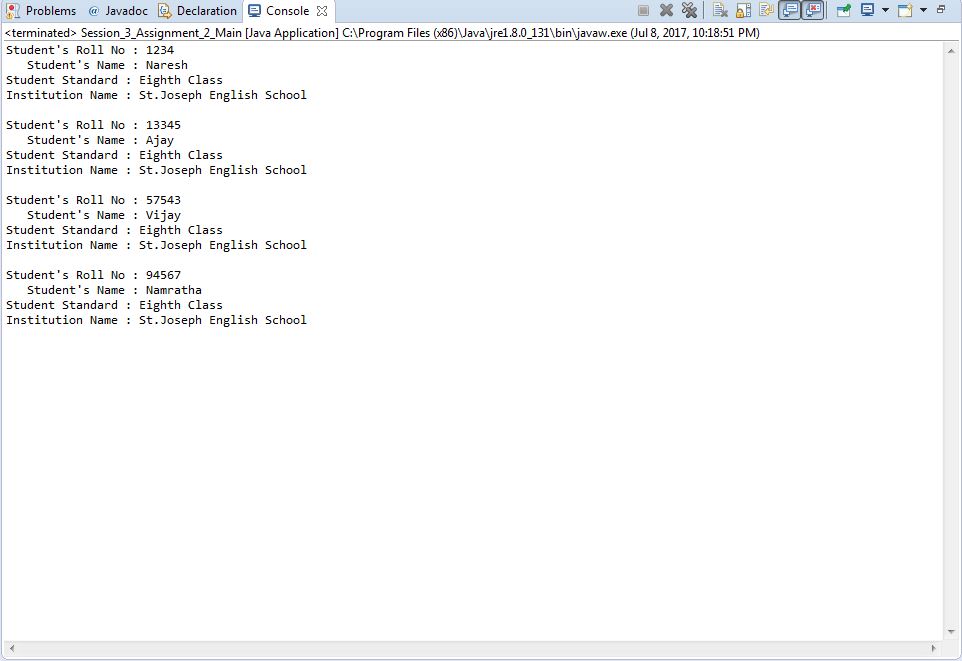 Problems @ Javadoc Declaration Console
<terminated> Session_3_Assignment_2_Main [Java Application] C:\Program Files (x86)\Java\jre1.8.0_131\bin\javaw.exe (Jul 8, 2017, 10:18:51 PM)
Student's Roll No : 1234
   Student's Name : Naresh
Student Standard : Eighth Class
Institution Name : St.Joseph English School

Student's Roll No : 13345
   Student's Name : Ajay
Student Standard : Eighth Class
Institution Name : St.Joseph English School

Student's Roll No : 57543
   Student's Name : Vijay
Student Standard : Eighth Class
Institution Name : St.Joseph English School

Student's Roll No : 94567
   Student's Name : Namratha
Student Standard : Eighth Class
Institution Name : St.Joseph English School